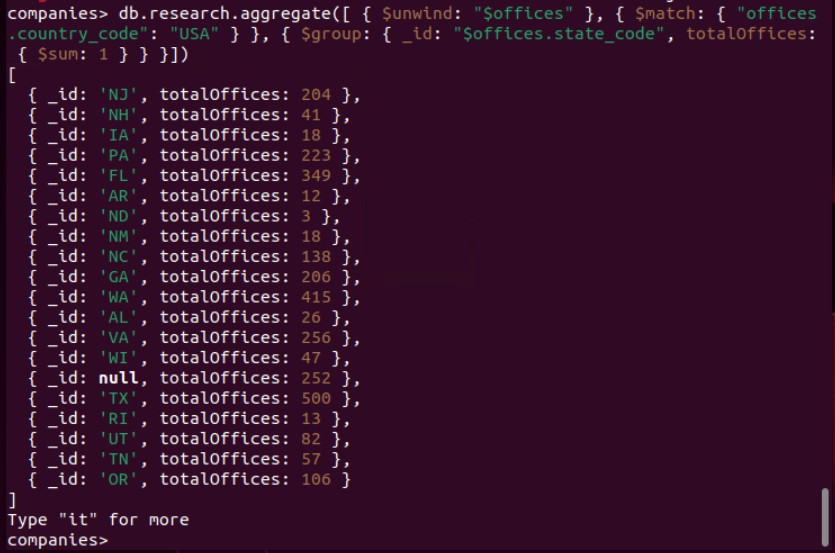 companies> db.research.aggregate([ { $unwind: "$offices" }, { $match: { "offices
.country_code": "USA" } }, { $group: { _id: "$offices.state_code", totalOffices:
 { $sum: 1 } } }])
[
  { _id: 'NJ', totalOffices: 204 },
  { _id: 'NH', totalOffices: 41 },
  { _id: 'IA', totalOffices: 18 },
  { _id: 'PA', totalOffices: 223 },
  { _id: 'FL', totalOffices: 349 },
  { _id: 'AR', totalOffices: 12 },
  { _id: 'ND', totalOffices: 3 },
  { _id: 'NM', totalOffices: 18 },
  { _id: 'NC', totalOffices: 138 },
  { _id: 'GA', totalOffices: 206 },
  { _id: 'WA', totalOffices: 415 },
  { _id: 'AL', totalOffices: 26 },
  { _id: 'VA', totalOffices: 256 },
  { _id: 'WI', totalOffices: 47 },
  { _id: null, totalOffices: 252 },
  { _id: 'TX', totalOffices: 500 },
  { _id: 'RI', totalOffices: 13 },
  { _id: 'UT', totalOffices: 82 },
  { _id: 'TN', totalOffices: 57 },
  { _id: 'OR', totalOffices: 106 }
]
Type "it" for more
companies>